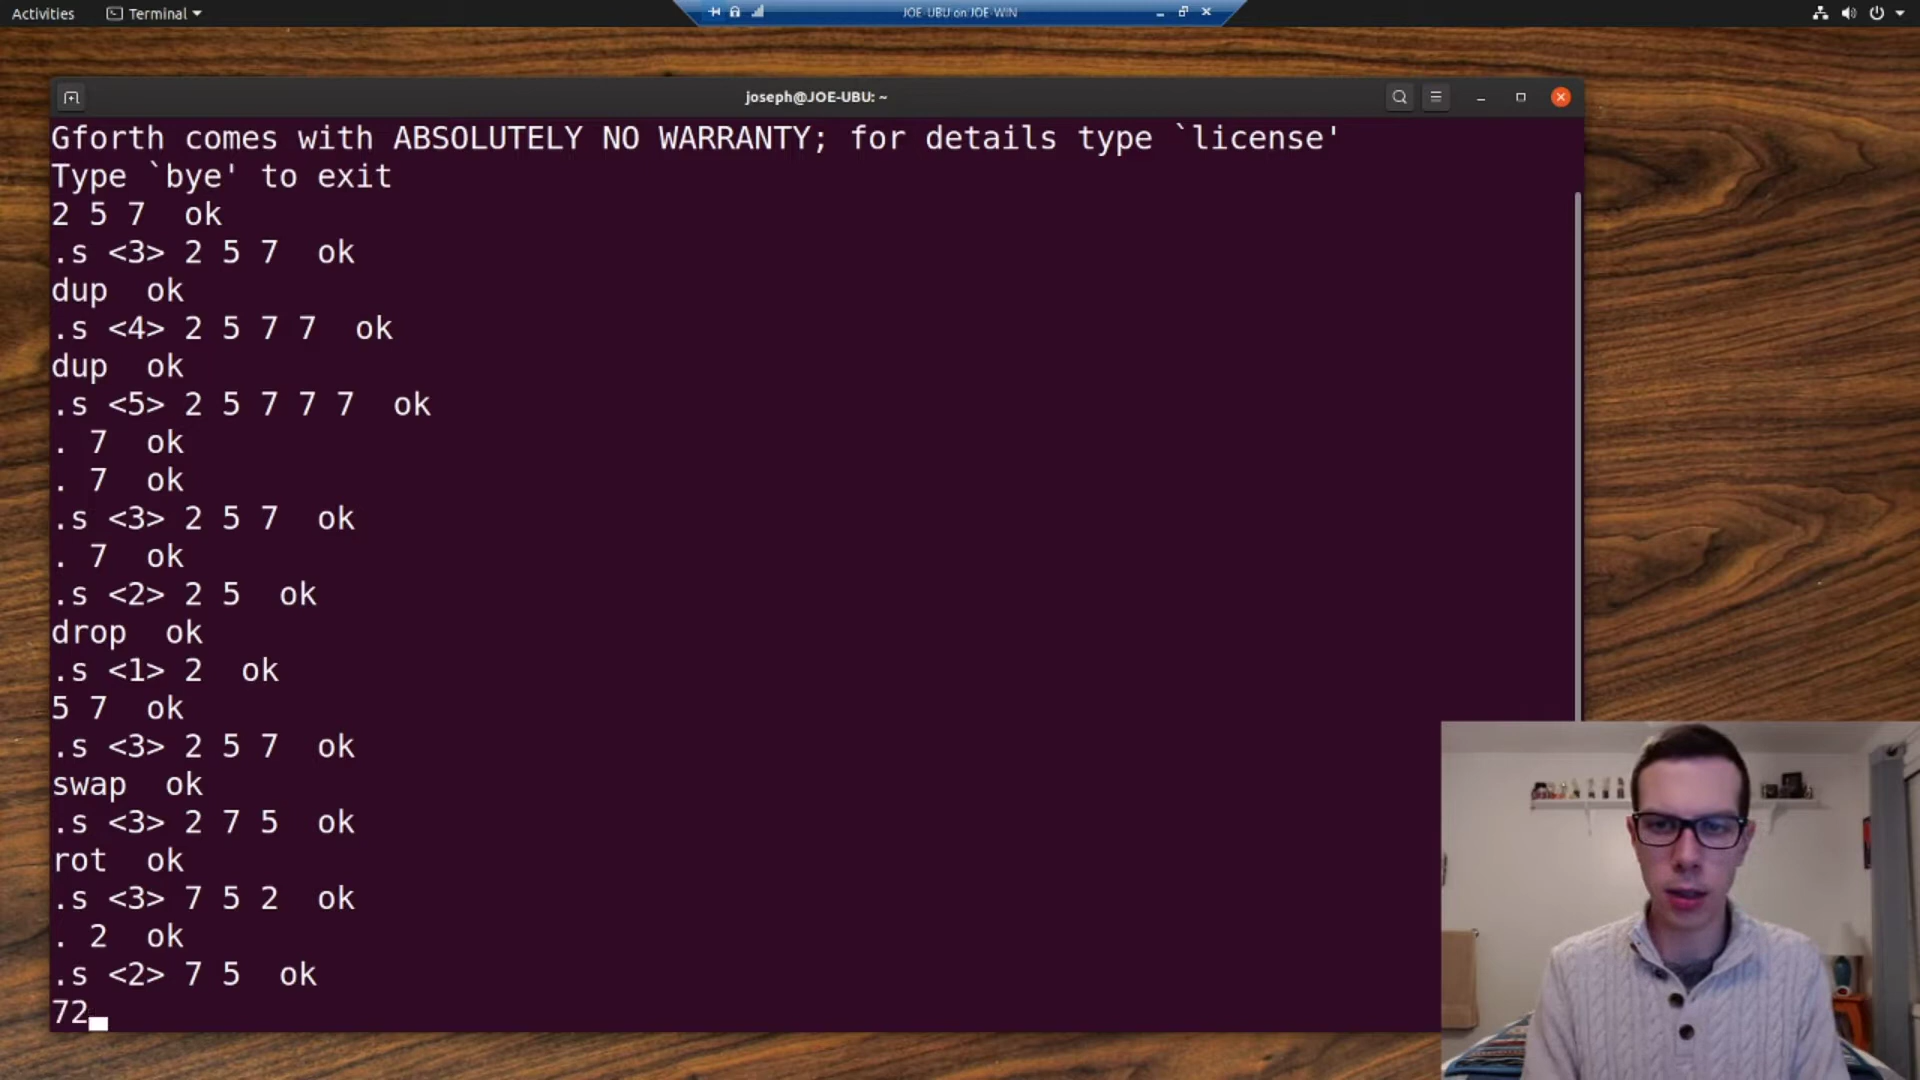 Activities
Terminal
JOE-UBU on JOE-WIN
joseph@JOE-UBU: ~
Gforth comes with ABSOLUTELY NO WARRANTY; for details type `license'
Type `bye' to exit
2 5 7  ok
.s <3> 2 5 7  ok
dup  ok
.s <4> 2 5 7 7  ok
dup  ok
.s <5> 2 5 7 7 7  ok
. 7  ok
. 7  ok
.s <3> 2 5 7  ok
. 7  ok
.s <2> 2 5  ok
drop  ok
.s <1> 2  ok
5 7  ok
.s <3> 2 5 7  ok
swap  ok
.s <3> 2 7 5  ok
rot  ok
.s <3> 7 5 2  ok
. 2  ok
.s <2> 7 5  ok
72